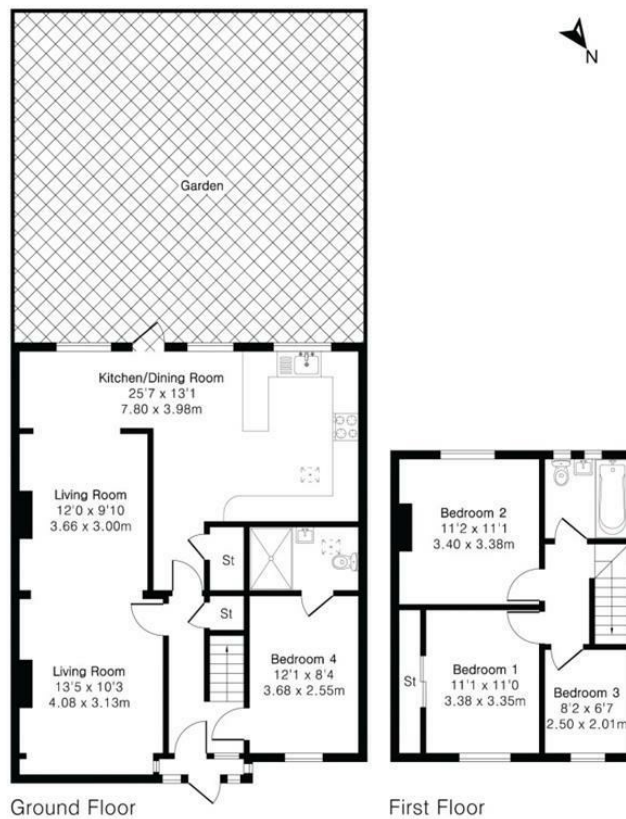 N
Garden
Kitchen/Dining Room
25'7 x 13'1
7.80 x 3.98m
Living Room
12'0 x 9'10
3.66 x 3.00m
St
St
Living Room
13'5 x 10'3
4.08 x 3.13m
Bedroom 4
12'1 x 8'4
3.68 x 2.55m
Ground Floor
Bedroom 2
11'2 x 11'1
3.40 x 3.38m
St
Bedroom 1
11'1 x 11'0
3.38 x 3.35m
Bedroom 3
8'2 x 6'7
2.50 x 2.01m
First Floor